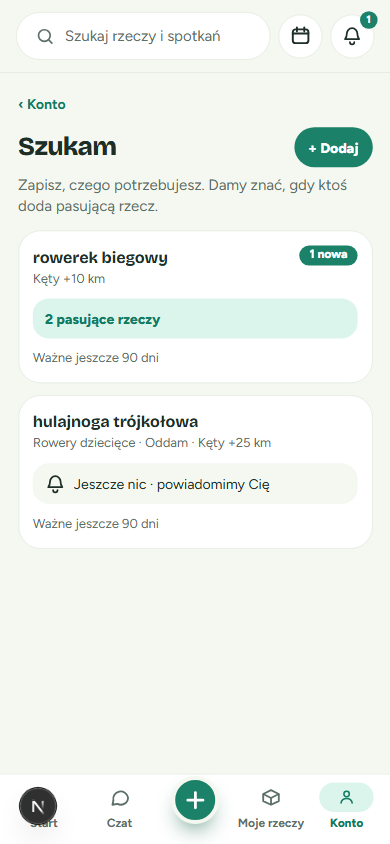 Szukaj rzeczy i spotkań
1
‹ Konto
Szukam
+ Dodaj
Zapisz, czego potrzebujesz. Damy znać, gdy ktoś
doda pasującą rzecz.
rowerek biegowy
1 nowa
Kęty +10 km
2 pasujące rzeczy
Ważne jeszcze 90 dni
hulajnoga trójkołowa
Rowery dziecięce · Oddam · Kęty +25 km
Jeszcze nic · powiadomimy Cię
Ważne jeszcze 90 dni
N
Start
Czat
Moje rzeczy
Konto